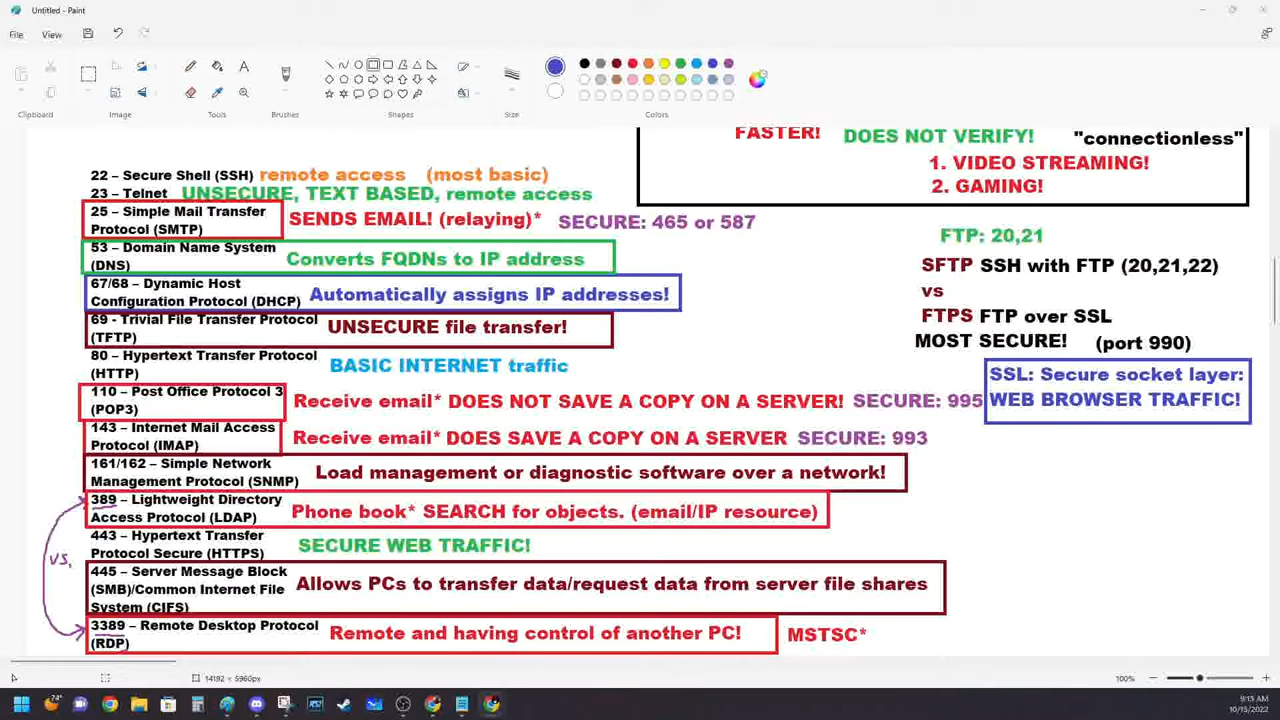 Untitled - Paint
File
View
Clipboard
Image
Tools
Brushes
Shapes
Size
Colors
FASTER!
DOES NOT VERIFY!
"connectionless"
1. VIDEO STREAMING!
2. GAMING!
22 – Secure Shell (SSH) remote access (most basic)
23 – Telnet UNSECURE, TEXT BASED, remote access
25 – Simple Mail Transfer
Protocol (SMTP)
SENDS EMAIL! (relaying)*
SECURE: 465 or 587
53 – Domain Name System
(DNS)
Converts FQDNs to IP address
67/68 – Dynamic Host
Configuration Protocol (DHCP)
Automatically assigns IP addresses!
69 - Trivial File Transfer Protocol
(TFTP)
UNSECURE file transfer!
80 – Hypertext Transfer Protocol
(HTTP)
BASIC INTERNET traffic
110 – Post Office Protocol 3
(POP3)
Receive email* DOES NOT SAVE A COPY ON A SERVER! SECURE: 995
143 – Internet Mail Access
Protocol (IMAP)
Receive email* DOES SAVE A COPY ON A SERVER SECURE: 993
161/162 – Simple Network
Management Protocol (SNMP)
Load management or diagnostic software over a network!
389 – Lightweight Directory
Access Protocol (LDAP)
Phone book* SEARCH for objects. (email/IP resource)
443 – Hypertext Transfer
Protocol Secure (HTTPS)
SECURE WEB TRAFFIC!
vs.
445 – Server Message Block
(SMB)/Common Internet File
System (CIFS)
Allows PCs to transfer data/request data from server file shares
3389 – Remote Desktop Protocol
(RDP)
Remote and having control of another PC!
MSTSC*
FTP: 20,21
SFTP SSH with FTP (20,21,22)
vs
FTPS FTP over SSL
MOST SECURE! (port 990)
SSL: Secure socket layer:
WEB BROWSER TRAFFIC!
14192 × 5960px
100%
74°
9:15 AM
10/15/2022